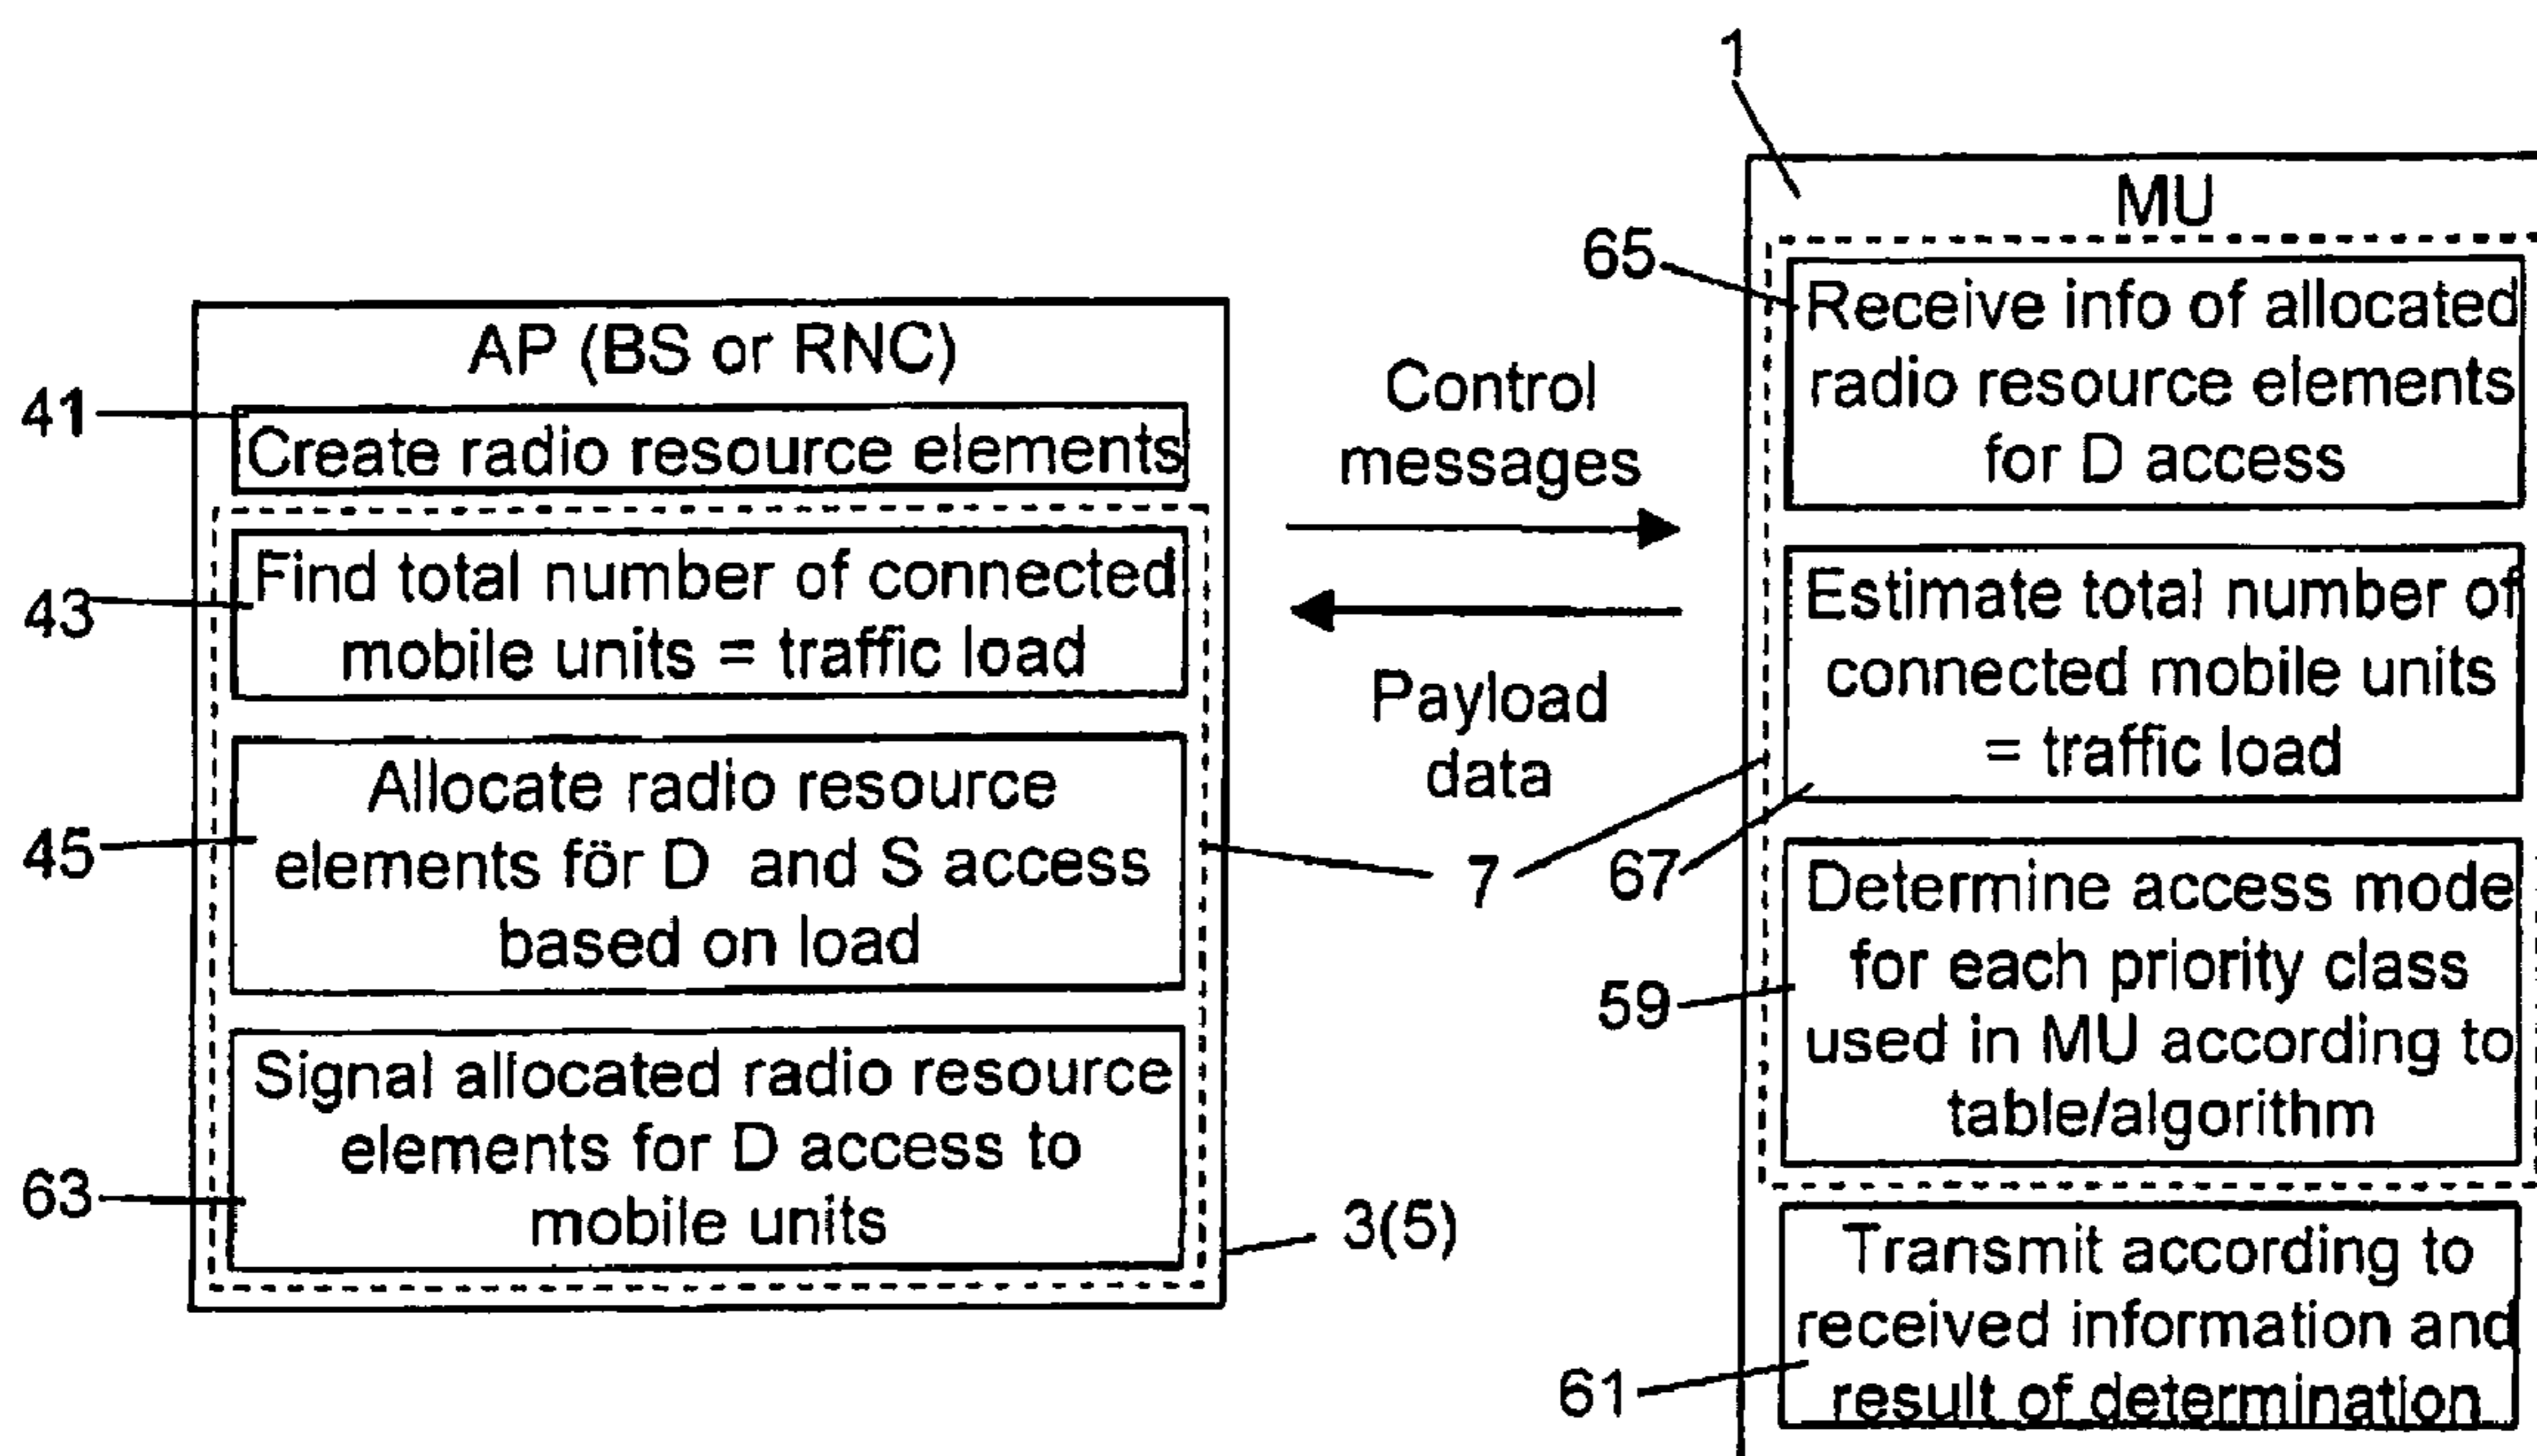 1
AP (BS or RNC)
41
Create radio resource elements
43
Find total number of connected
mobile units = traffic load
45
Allocate radio resource
elements för D and S access
based on load
63
Signal allocated radio resource
elements for D access to
mobile units
3(5)
Control
messages
Payload
data
7
MU
65
Receive info of allocated
radio resource elements
for D access
67
Estimate total number of
connected mobile units
= traffic load
59
Determine access mode
for each priority class
used in MU according to
table/algorithm
61
Transmit according to
received information and
result of determination